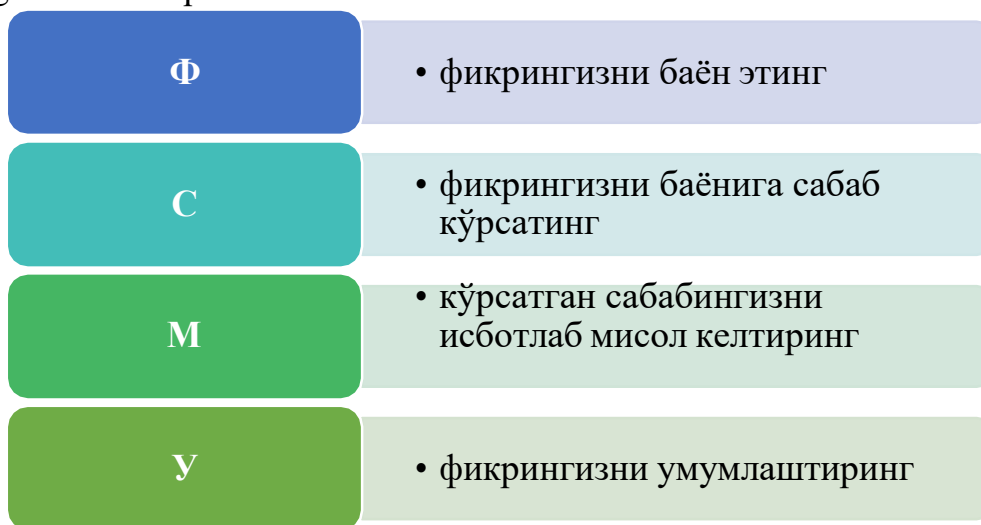 Ф
• фикрингизни баён этинг
С
• фикрингизни баёнига сабаб
кўрсатинг
М
• кўрсатган сабабингизни
исботлаб мисол келтиринг
У
• фикрингизни умумлаштиринг